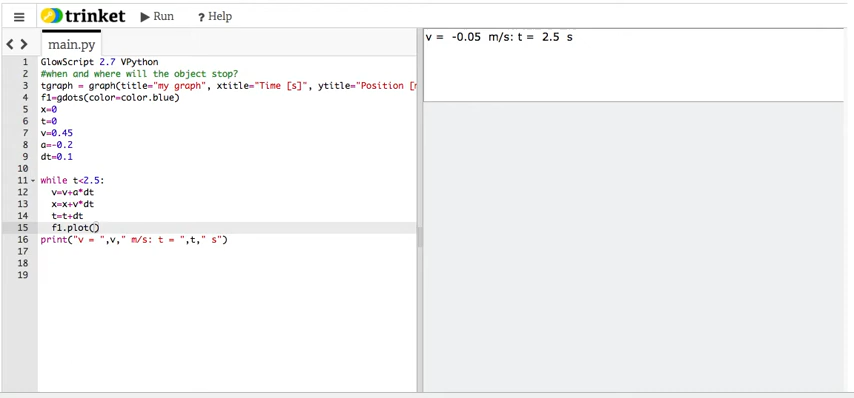 trinket Run ? Help
main.py
1 GlowScript 2.7 VPython
2 #when and where will the object stop?
3 tgraph = graph(title="my graph", xtitle="Time [s]", ytitle="Position [
4 f1=gdots(color=color.blue)
5 x=0
6 t=0
7 v=0.45
8 a=-0.2
9 dt=0.1
10
11 while t<2.5:
12 v=v+a*dt
13 x=x+v*dt
14 t=t+dt
15 f1.plot()
16 print("v = ",v," m/s: t = ",t," s")
17
18
19
v = -0.05 m/s: t = 2.5 s